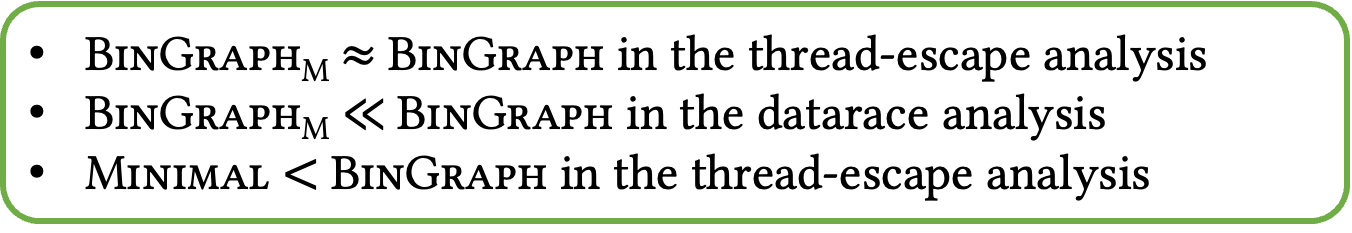 • BINGRAPH_M ≈ BINGRAPH in the thread-escape analysis
• BINGRAPH_M ≪ BINGRAPH in the datarace analysis
• MINIMAL < BINGRAPH in the thread-escape analysis